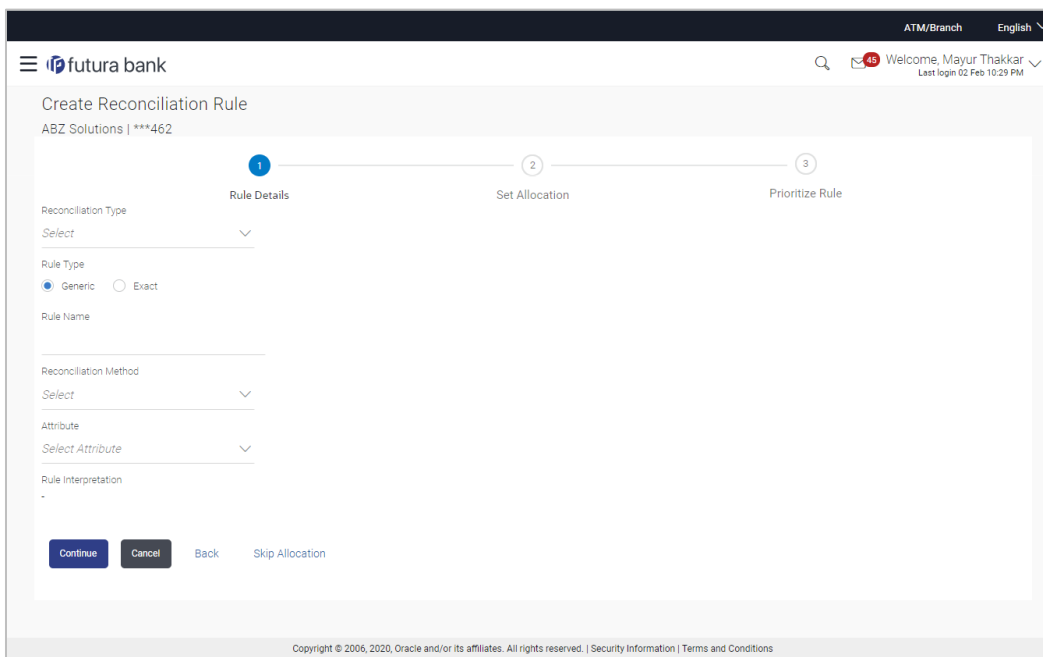 ATM/Branch English
futura bank
45 Welcome, Mayur Thakkar
Last login 02 Feb 10:29 PM
Create Reconciliation Rule
ABZ Solutions | ***462
1 2 3
Rule Details Set Allocation Prioritize Rule
Reconciliation Type
Select
Rule Type
Generic Exact
Rule Name
Reconciliation Method
Select
Attribute
Select Attribute
Rule Interpretation
-
Continue Cancel Back Skip Allocation
Copyright © 2006, 2020, Oracle and/or its affiliates. All rights reserved. | Security Information | Terms and Conditions